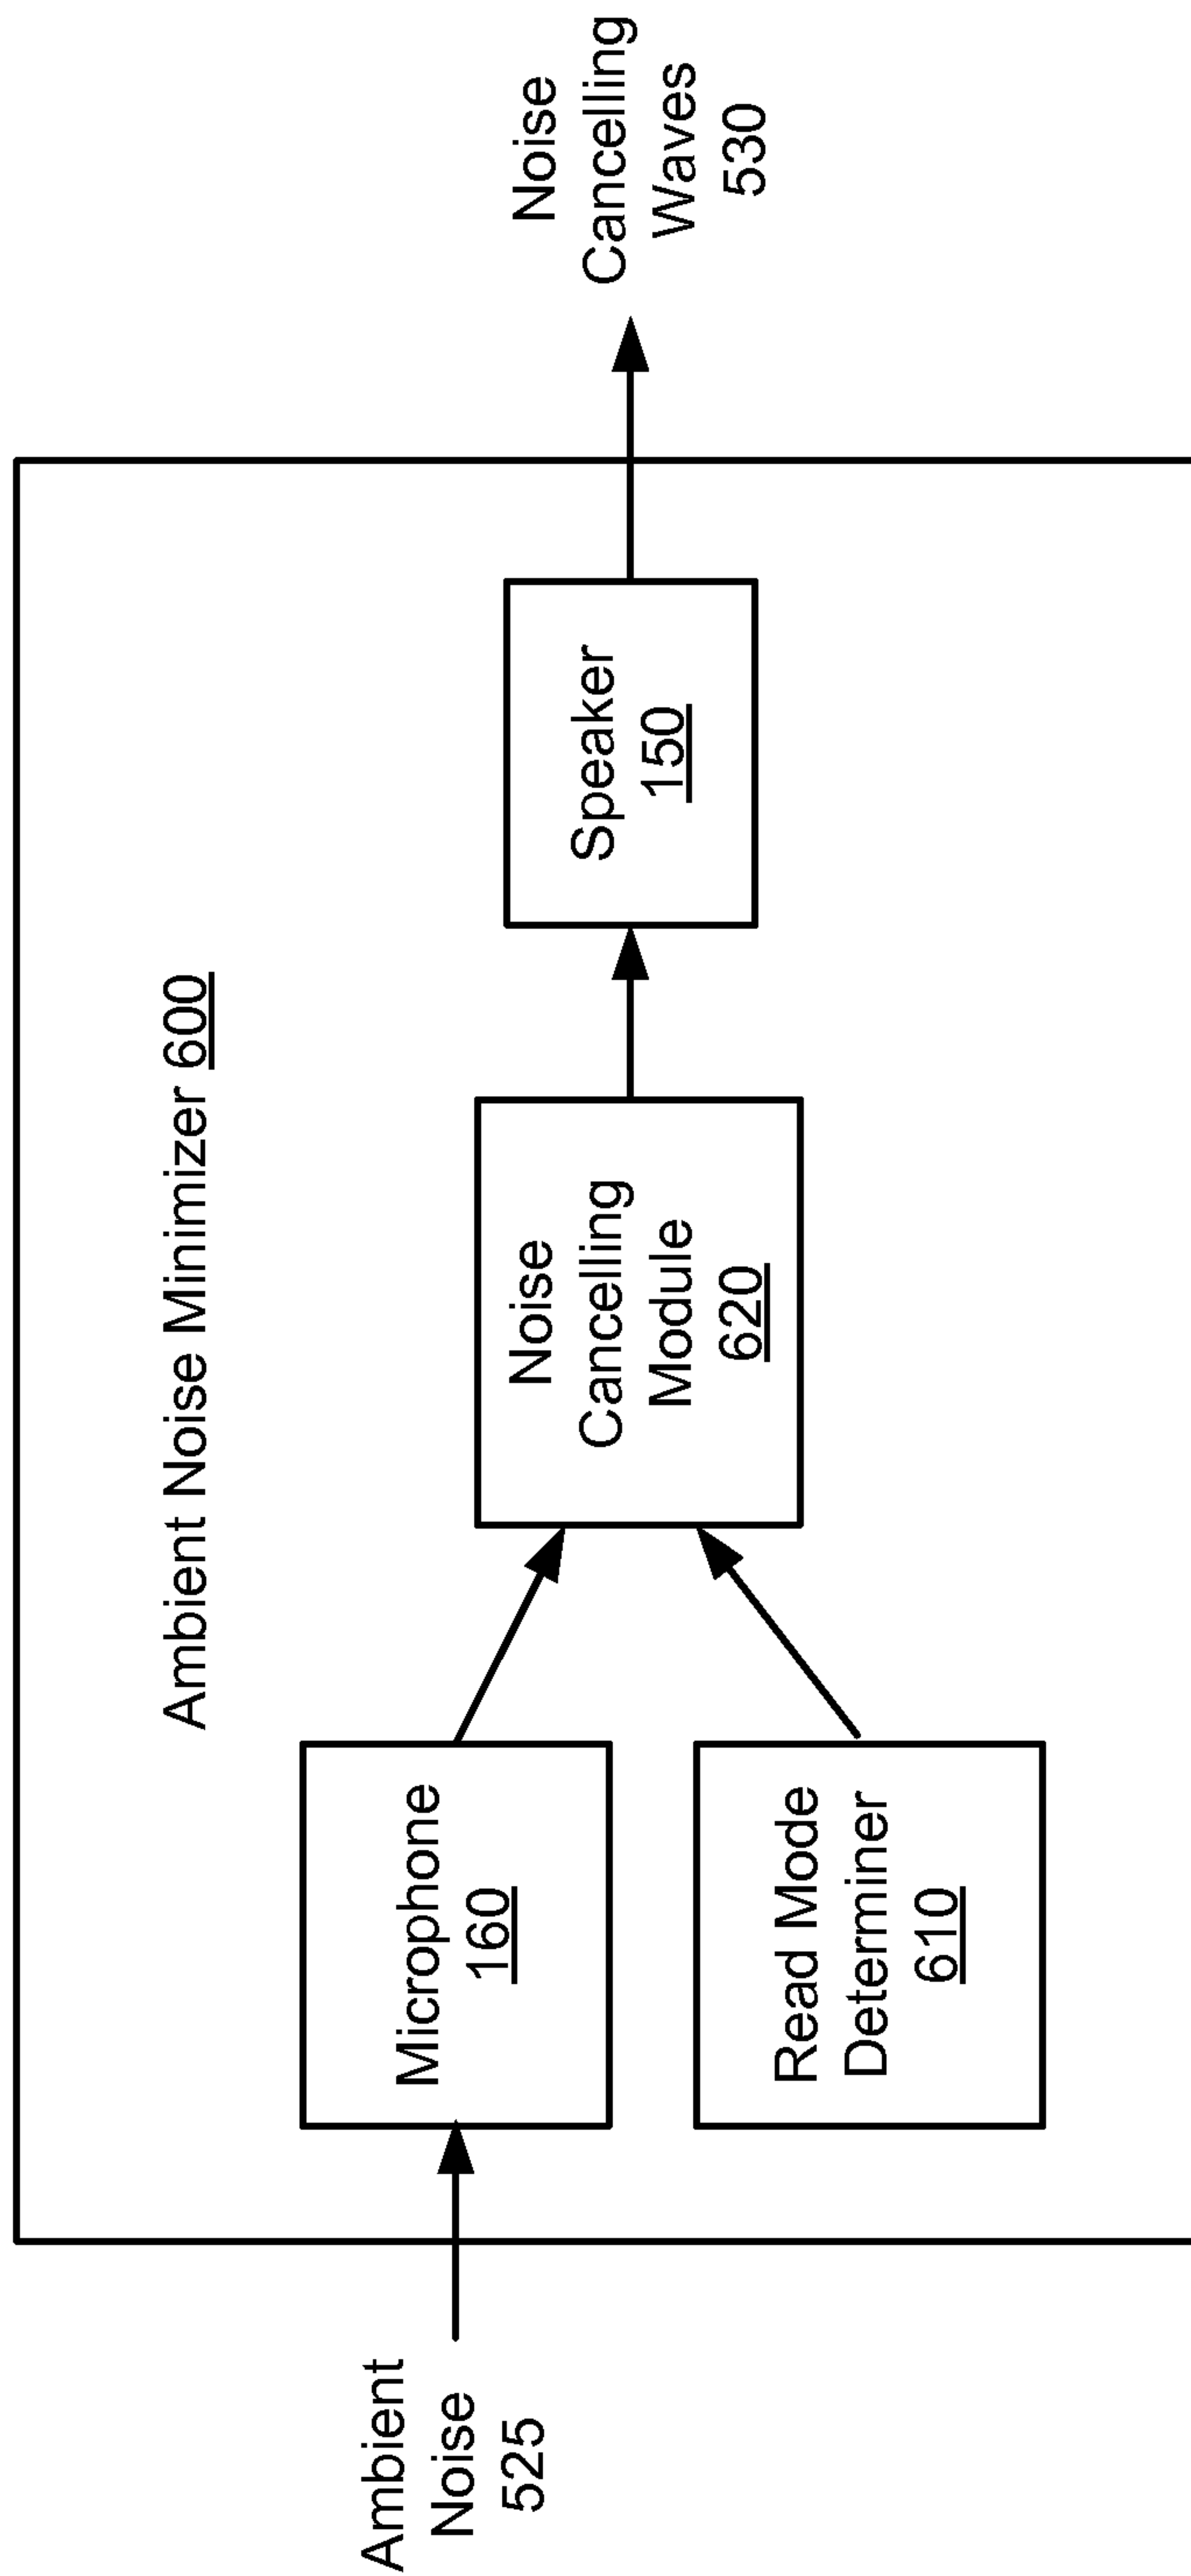 Ambient Noise Minimizer 600
Ambient
Noise
525
Microphone
160
Read Mode
Determiner
610
Noise
Cancelling
Module
620
Speaker
150
Noise
Cancelling
Waves
530